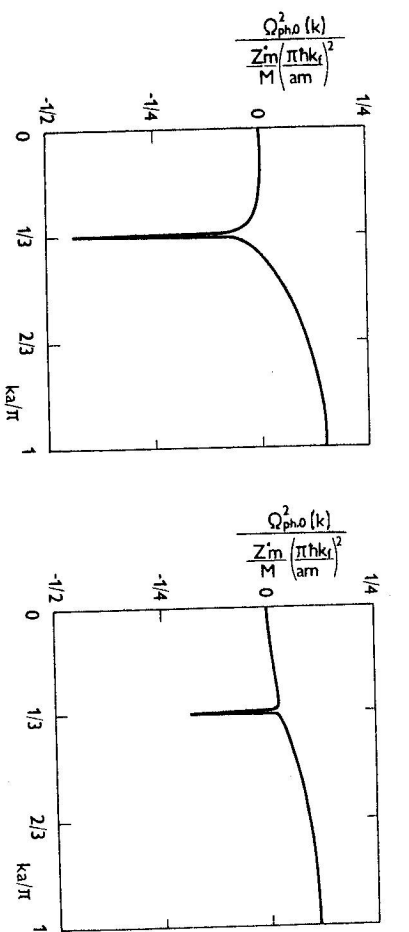 Ω²ph,0 (k)
Z*m/M (πħkf/am)²
1/4
0
-1/4
-1/2
0 1/3 2/3 ka/π 1
Ω²ph,0 (k)
Z*m/M (πħkf/am)²
1/4
0
-1/4
-1/2
0 1/3 2/3 ka/π 1